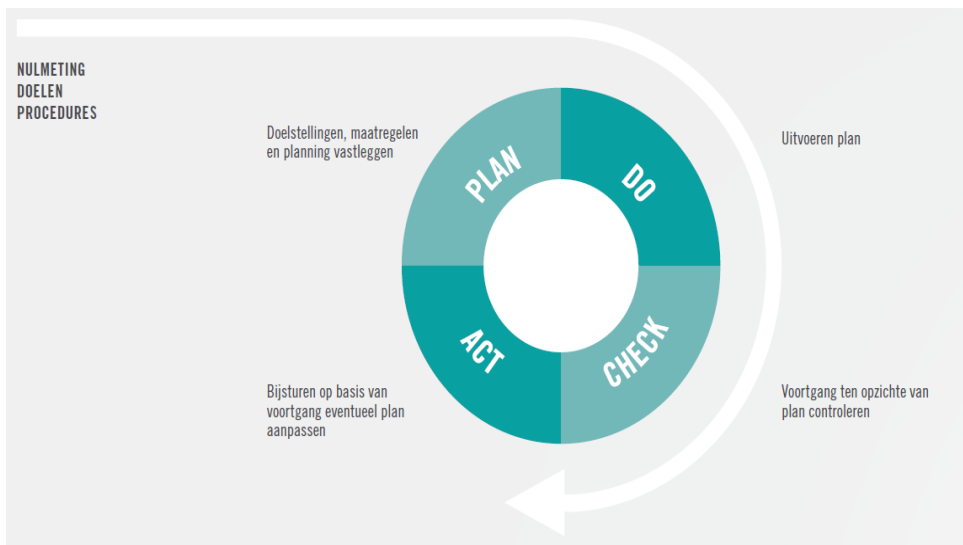 NULMETING
DOELEN
PROCEDURES
Doelstellingen, maatregelen
en planning vastleggen
PLAN
DO
Uitvoeren plan
ACT
CHECK
Bijsturen op basis van
voortgang eventueel plan
aanpassen
Voortgang ten opzichte van
plan controleren